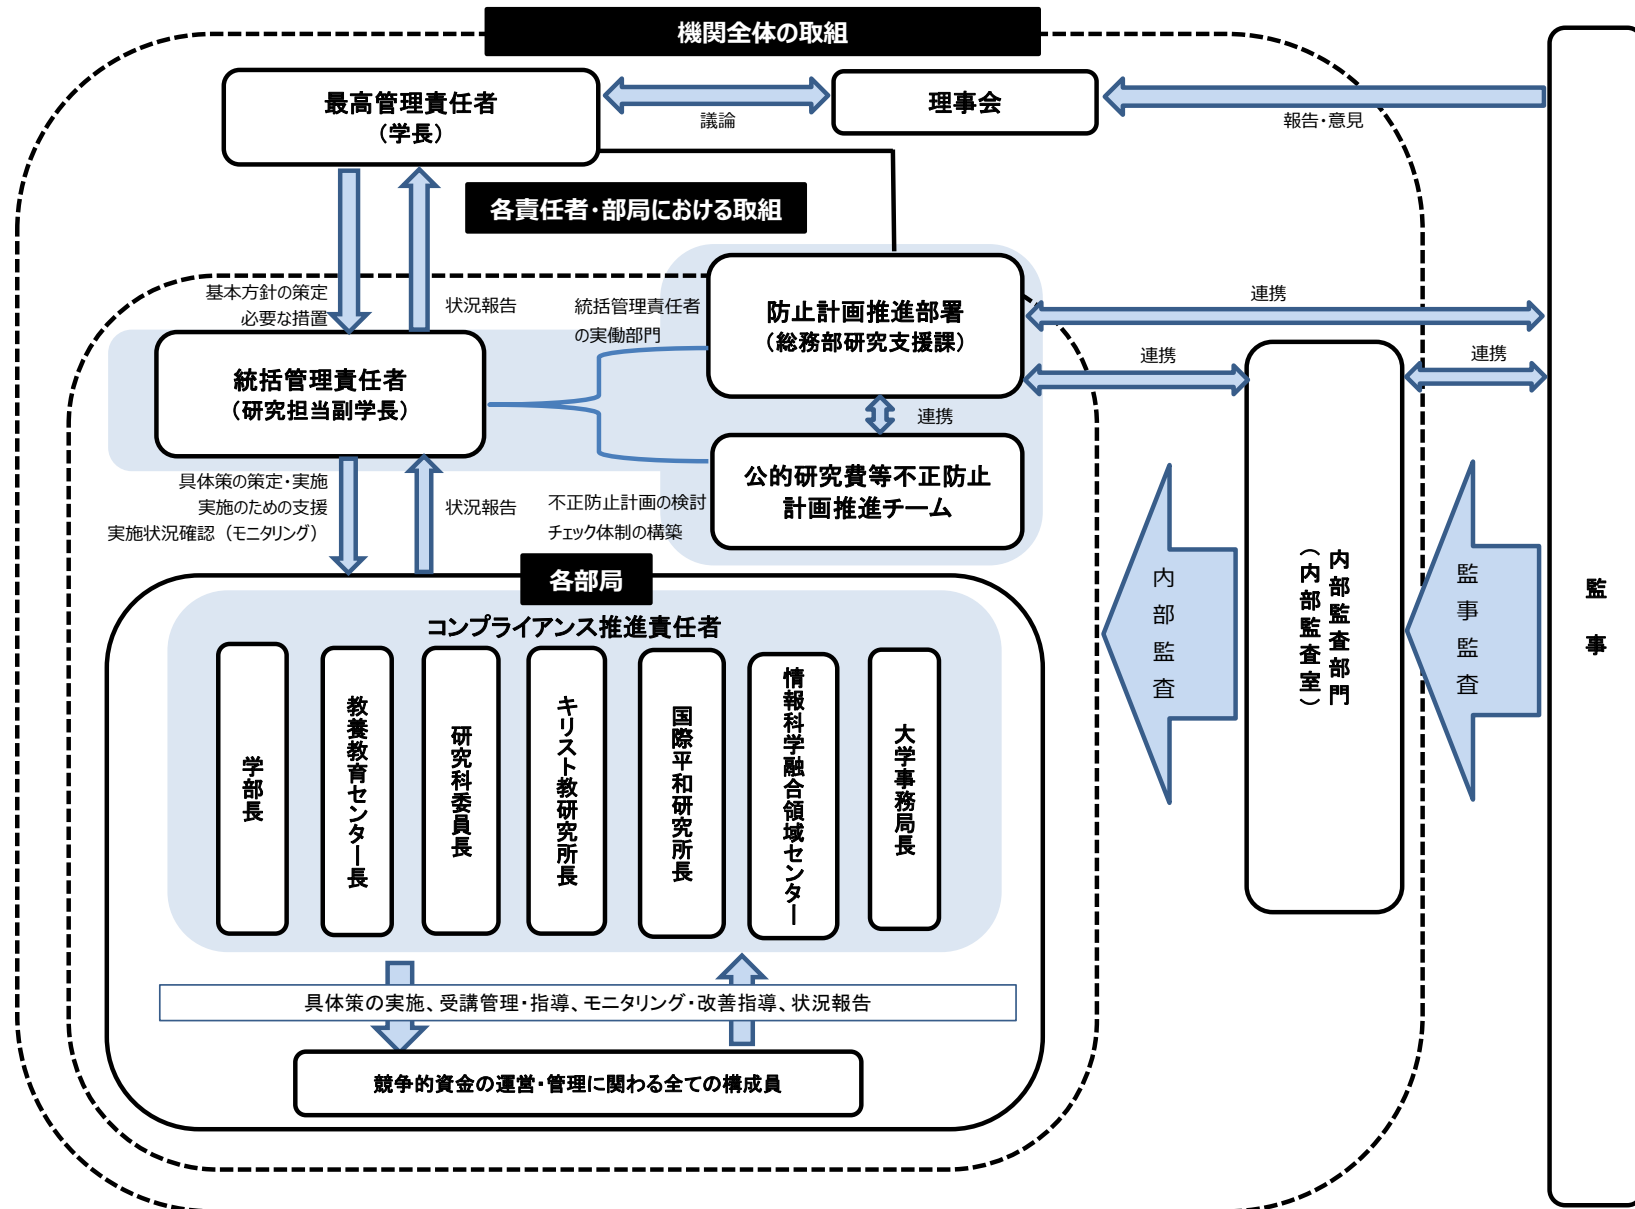 機関全体の取組
最高管理責任者
（学長）
議論
理事会
報告・意見
各責任者・部局における取組
基本方針の策定
必要な措置
状況報告
統括管理責任者
の実働部門
防止計画推進部署
（総務部研究支援課）
連携
連携
連携
統括管理責任者
（研究担当副学長）
連携
公的研究費等不正防止
計画推進チーム
具体策の策定・実施
実施のための支援
実施状況確認（モニタリング）
状況報告
不正防止計画の検討
チェック体制の構築
各部局
コンプライアンス推進責任者
学部長
教養教育センター長
研究科委員長
キリスト教研究所長
国際平和研究所長
情報科学融合領域センター
大学事務局長
内部監査
内部監査部門
（内部監査室）
監事監査
監事
具体策の実施、受講管理・指導、モニタリング・改善指導、状況報告
競争的資金の運営・管理に関わる全ての構成員